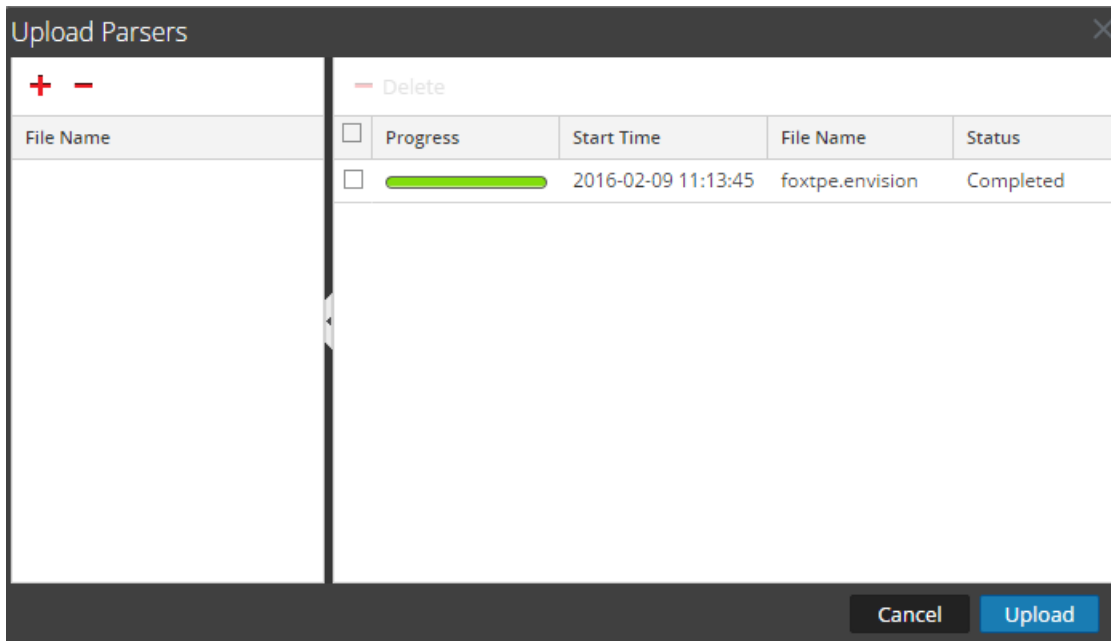 Upload Parsers
Delete
File Name
Progress Start Time File Name Status
2016-02-09 11:13:45 foxtpe.envision Completed
Cancel Upload